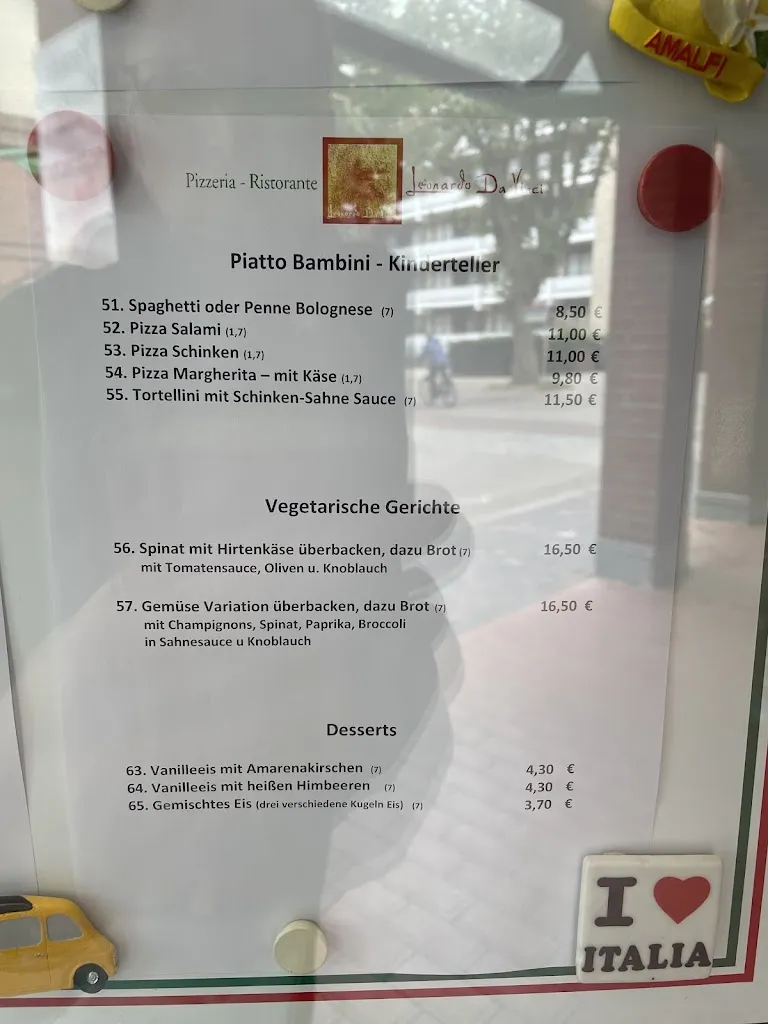 AMALFI
Pizzeria - Ristorante Leonardo Da Vinci
Piatto Bambini - Kinderteller
51. Spaghetti oder Penne Bolognese (7) 8,50 €
52. Pizza Salami (1,7) 11,00 €
53. Pizza Schinken (1,7) 11,00 €
54. Pizza Margherita – mit Käse (1,7) 9,80 €
55. Tortellini mit Schinken-Sahne Sauce (7) 11,50 €
Vegetarische Gerichte
56. Spinat mit Hirtenkäse überbacken, dazu Brot (7) 16,50 €
mit Tomatensauce, Oliven u. Knoblauch
57. Gemüse Variation überbacken, dazu Brot (7) 16,50 €
mit Champignons, Spinat, Paprika, Broccoli
in Sahnesauce u Knoblauch
Desserts
63. Vanilleeis mit Amarenakirschen (7) 4,30 €
64. Vanilleeis mit heißen Himbeeren (7) 4,30 €
65. Gemischtes Eis (drei verschiedene Kugeln Eis) (7) 3,70 €
I
ITALIA